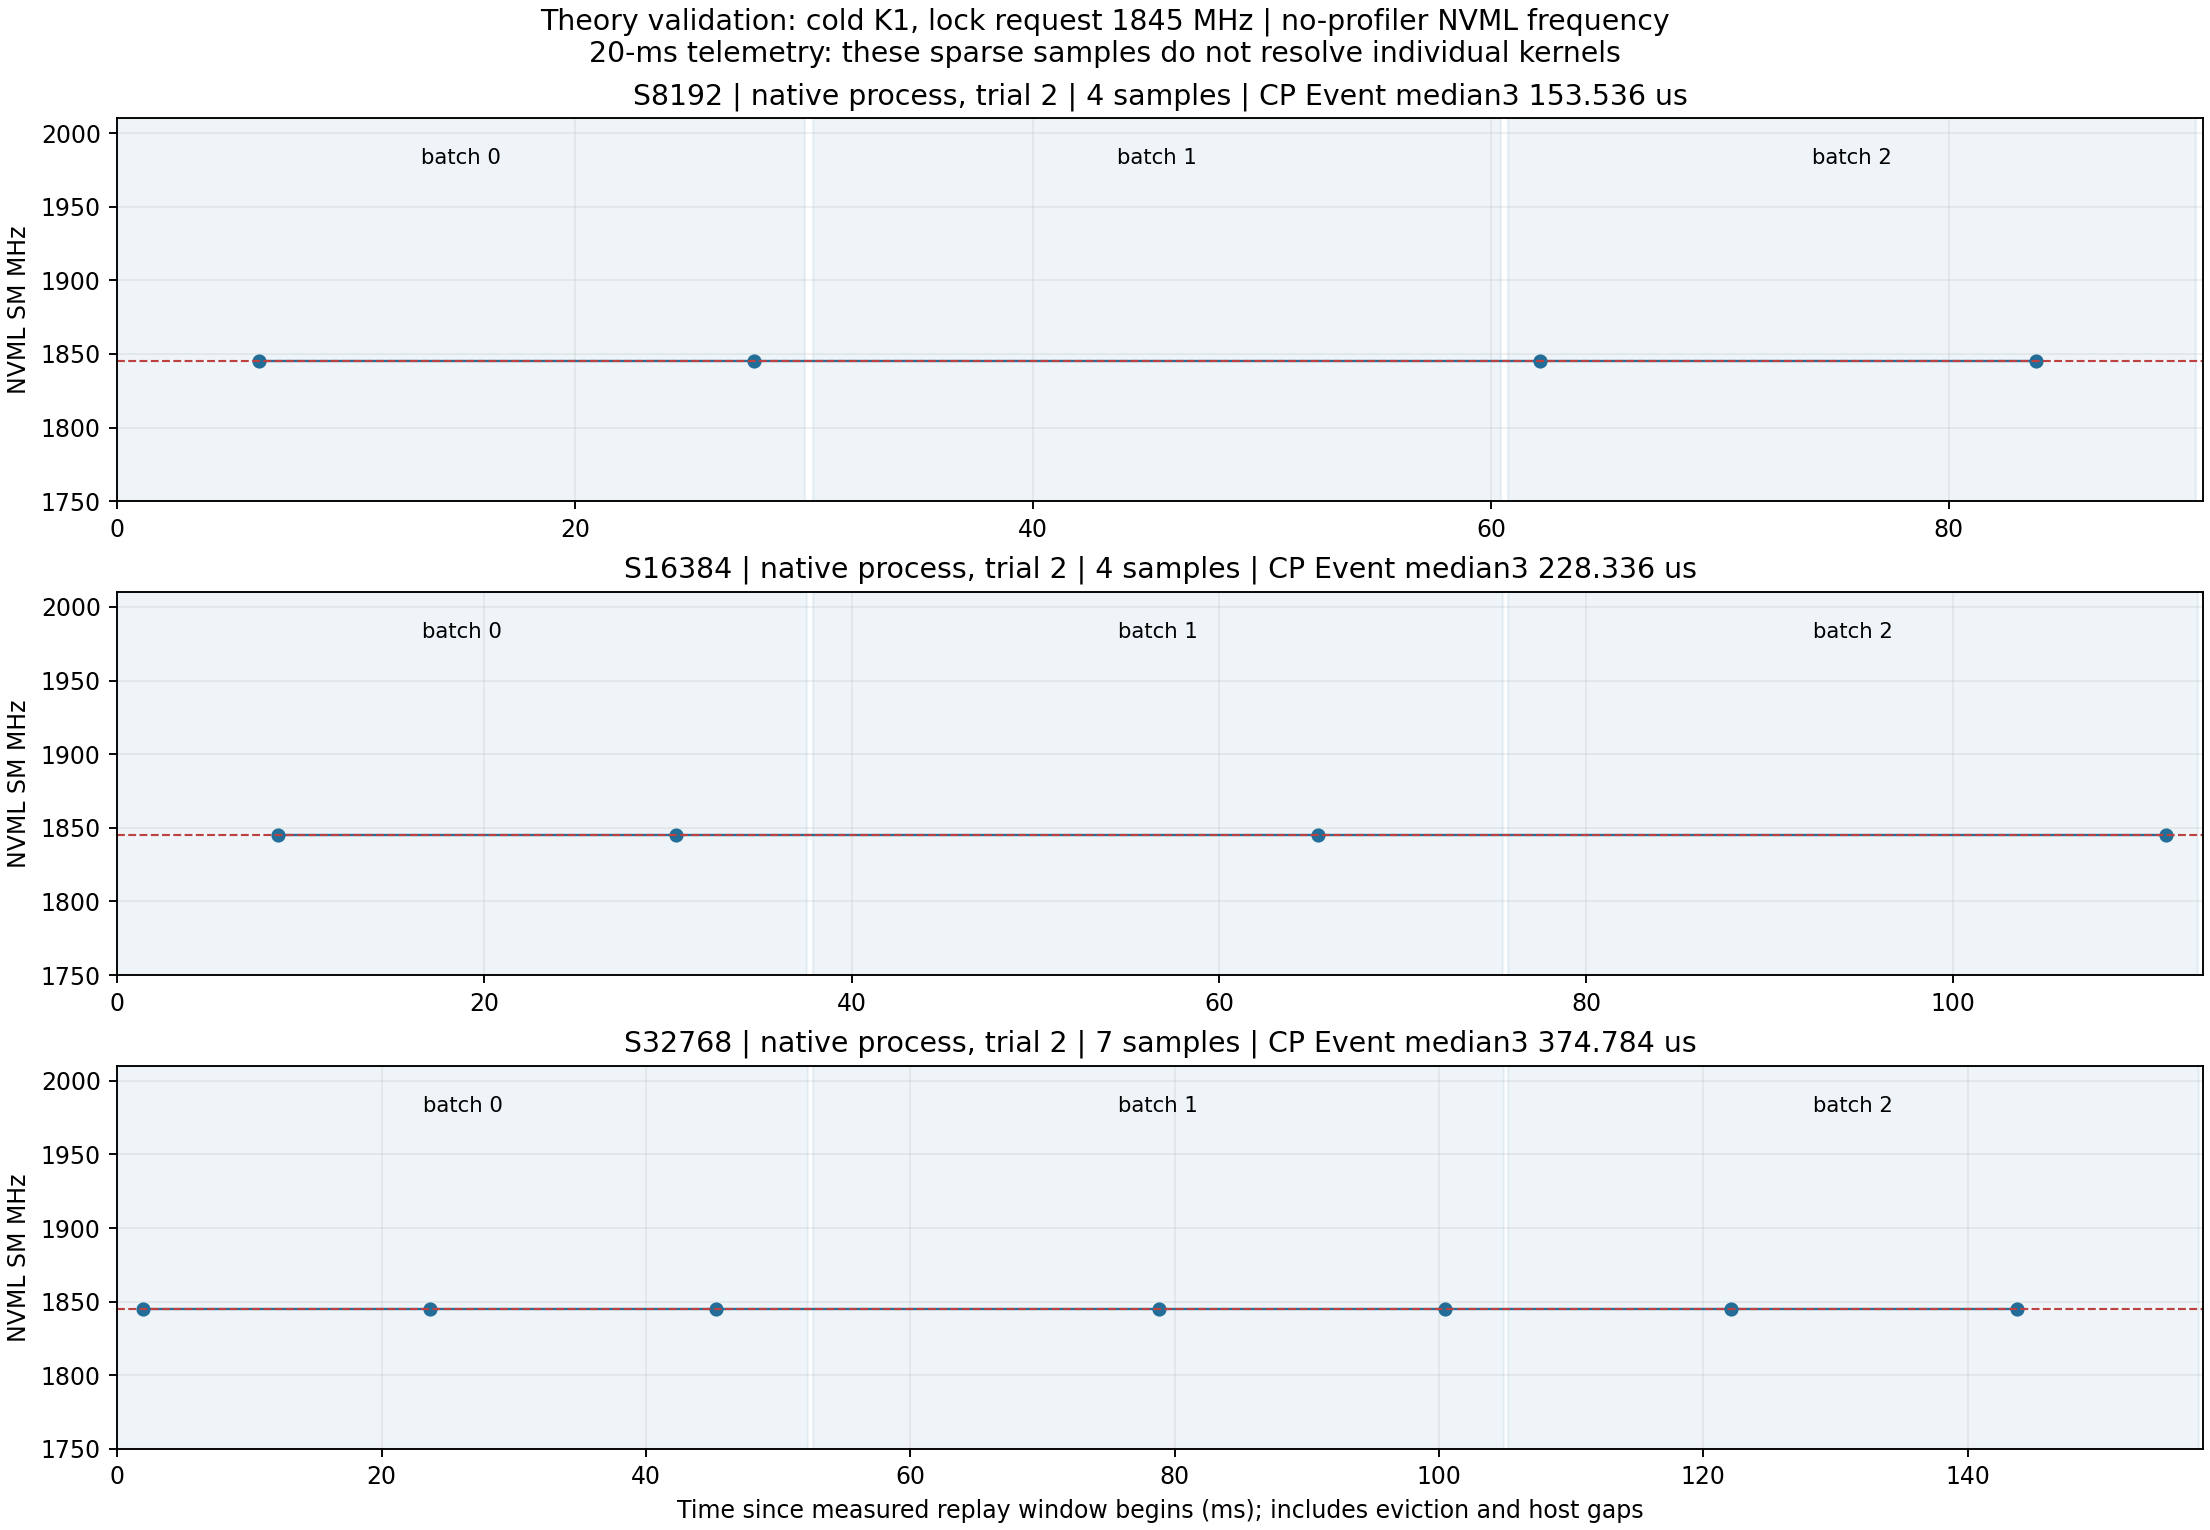 Theory validation: cold K1, lock request 1845 MHz | no-profiler NVML frequency
20-ms telemetry: these sparse samples do not resolve individual kernels
S8192 | native process, trial 2 | 4 samples | CP Event median3 153.536 us
NVML SM MHz
2000
1950
1900
1850
1800
1750
batch 0
batch 1
batch 2
0
20
40
60
80
S16384 | native process, trial 2 | 4 samples | CP Event median3 228.336 us
NVML SM MHz
2000
1950
1900
1850
1800
1750
batch 0
batch 1
batch 2
0
20
40
60
80
100
S32768 | native process, trial 2 | 7 samples | CP Event median3 374.784 us
NVML SM MHz
2000
1950
1900
1850
1800
1750
batch 0
batch 1
batch 2
0
20
40
60
80
100
120
140
Time since measured replay window begins (ms); includes eviction and host gaps